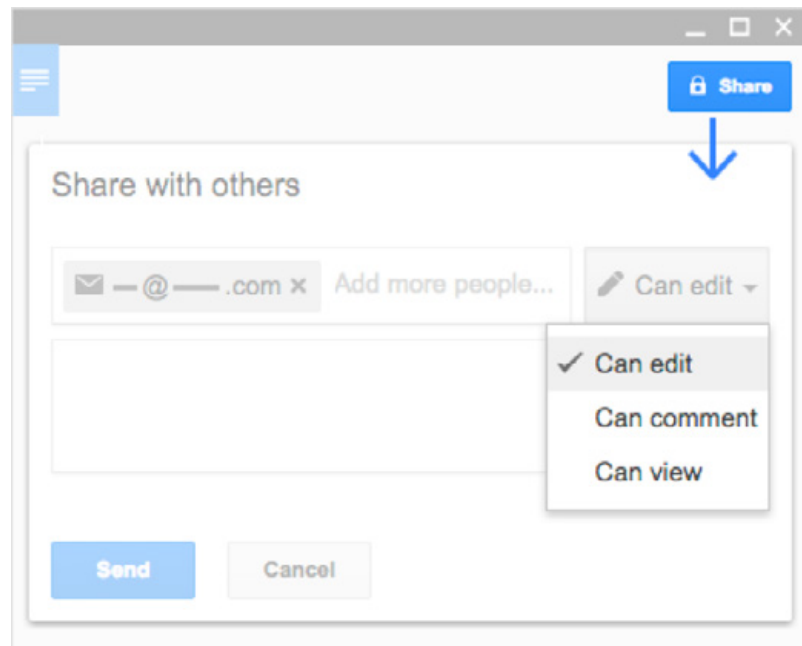 Share
Share with others
@ .com × Add more people... Can edit
Can edit
Can comment
Can view
Send Cancel